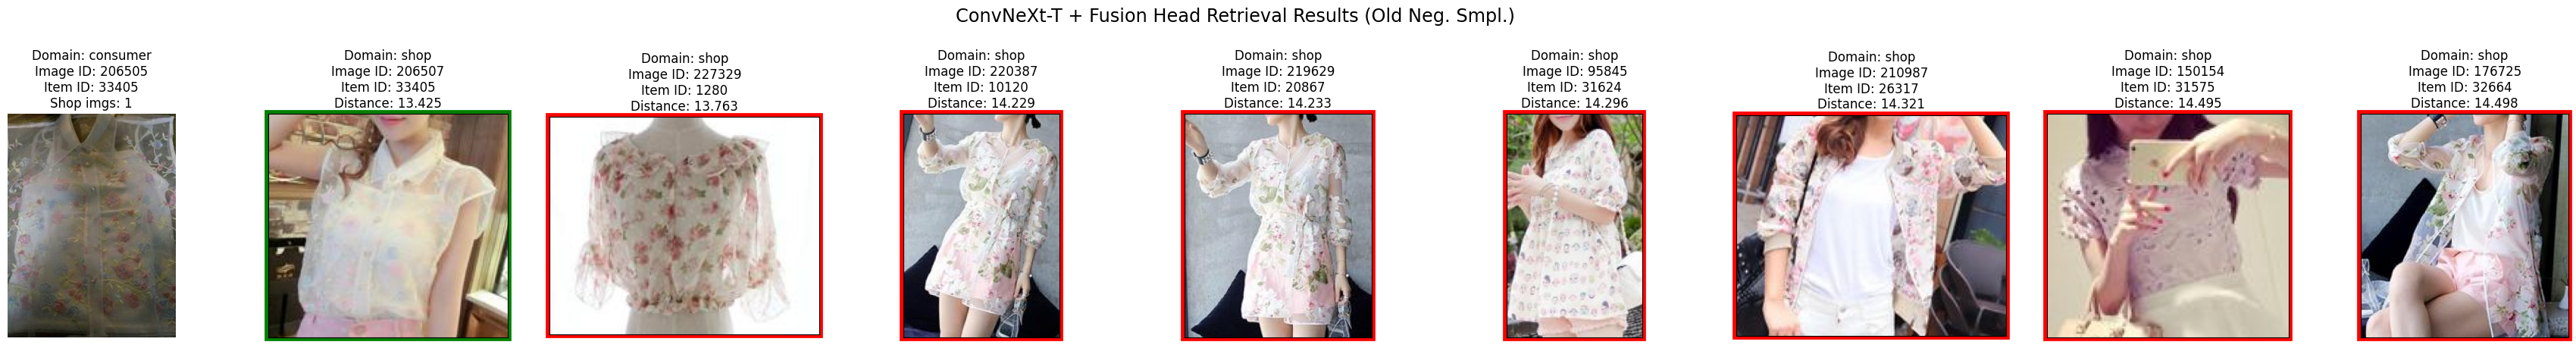 ConvNeXt-T + Fusion Head Retrieval Results (Old Neg. Smpl.)
Domain: consumer
Image ID: 206505
Item ID: 33405
Shop imgs: 1
Domain: shop
Image ID: 206507
Item ID: 33405
Distance: 13.425
Domain: shop
Image ID: 227329
Item ID: 1280
Distance: 13.763
Domain: shop
Image ID: 220387
Item ID: 10120
Distance: 14.229
Domain: shop
Image ID: 219629
Item ID: 20867
Distance: 14.233
Domain: shop
Image ID: 95845
Item ID: 31624
Distance: 14.296
Domain: shop
Image ID: 210987
Item ID: 26317
Distance: 14.321
Domain: shop
Image ID: 150154
Item ID: 31575
Distance: 14.495
Domain: shop
Image ID: 176725
Item ID: 32664
Distance: 14.498